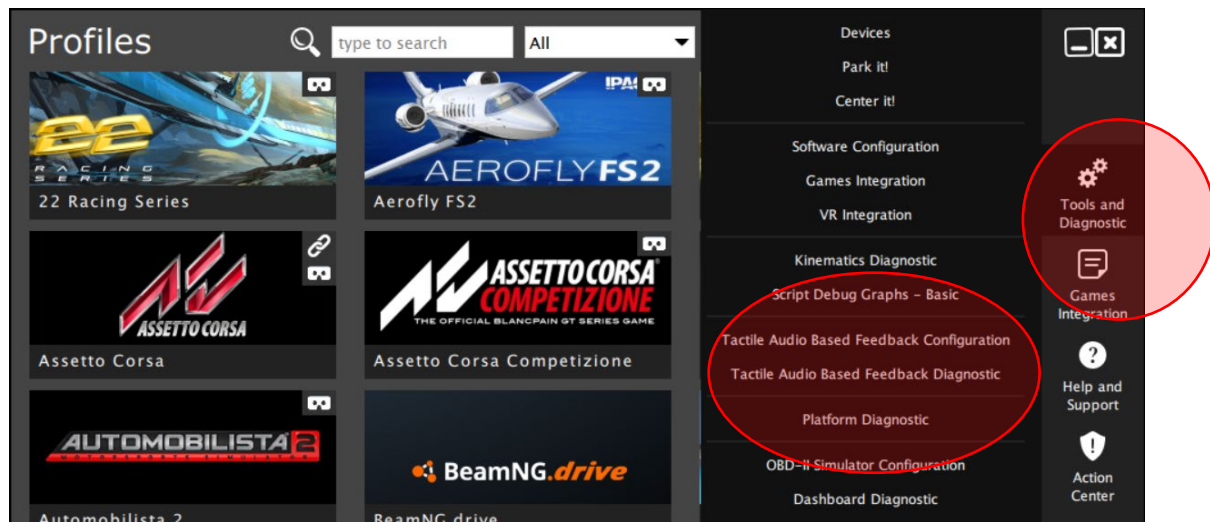 Profiles
type to search
All
22
RACING
SERIES
22 Racing Series
IPAC
AEROFLY FS2
Aerofly FS2
ASSETTO CORSA
Assetto Corsa
ASSETTO CORSA
COMPETIZIONE
THE OFFICIAL BLANCPAIN GT SERIES GAME
Assetto Corsa Competizione
AUTOMOBILISTA 2
MOTORSPORTS SIMULATOR
Automobilista 2
BeamNG.drive
BeamNG.drive
Devices
Park it!
Center it!
Software Configuration
Games Integration
VR Integration
Kinematics Diagnostic
Script Debug Graphs - Basic
Tactile Audio Based Feedback Configuration
Tactile Audio Based Feedback Diagnostic
Platform Diagnostic
OBD-II Simulator Configuration
Dashboard Diagnostic
Tools and
Diagnostic
Games
Integration
Help and
Support
Action
Center